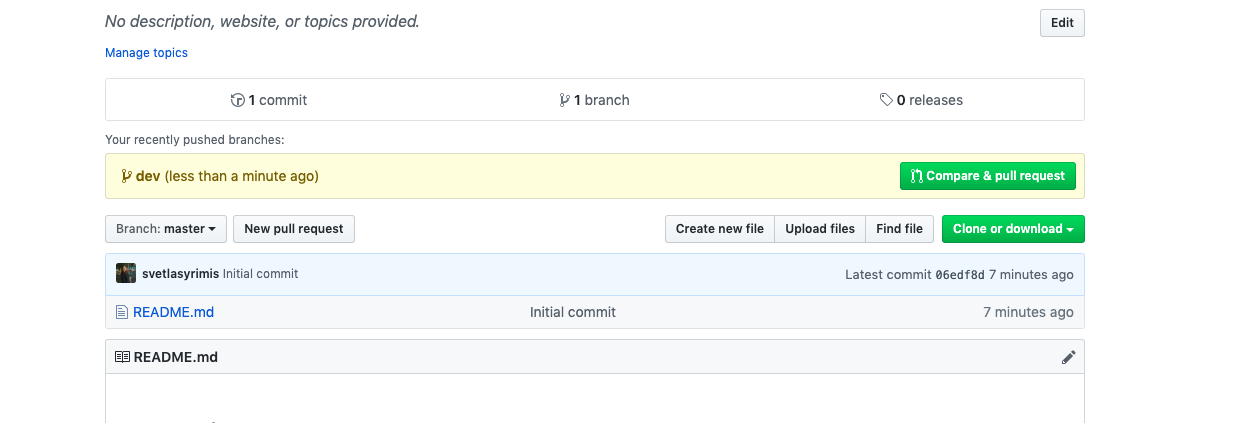 No description, website, or topics provided.
Edit
Manage topics
1 commit
1 branch
0 releases
Your recently pushed branches:
dev (less than a minute ago)
Compare & pull request
Branch: master
New pull request
Create new file
Upload files
Find file
Clone or download
svetlasyrimis Initial commit
Latest commit 06edf8d 7 minutes ago
README.md
Initial commit
7 minutes ago
README.md